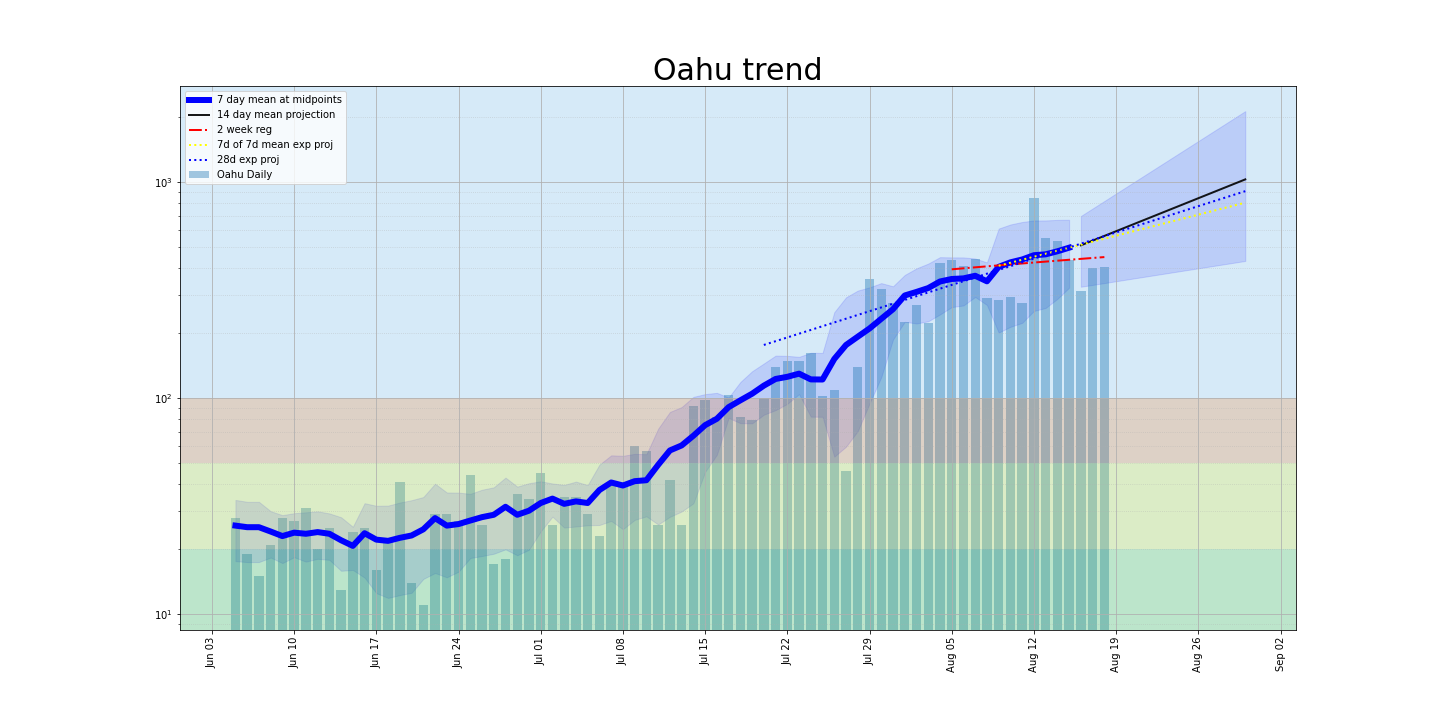 Oahu trend
7 day mean at midpoints
14 day mean projection
2 week reg
7d of 7d mean exp proj
28d exp proj
Oahu Daily
10³
10²
10¹
Jun 03
Jun 10
Jun 17
Jun 24
Jul 01
Jul 08
Jul 15
Jul 22
Jul 29
Aug 05
Aug 12
Aug 19
Aug 26
Sep 02